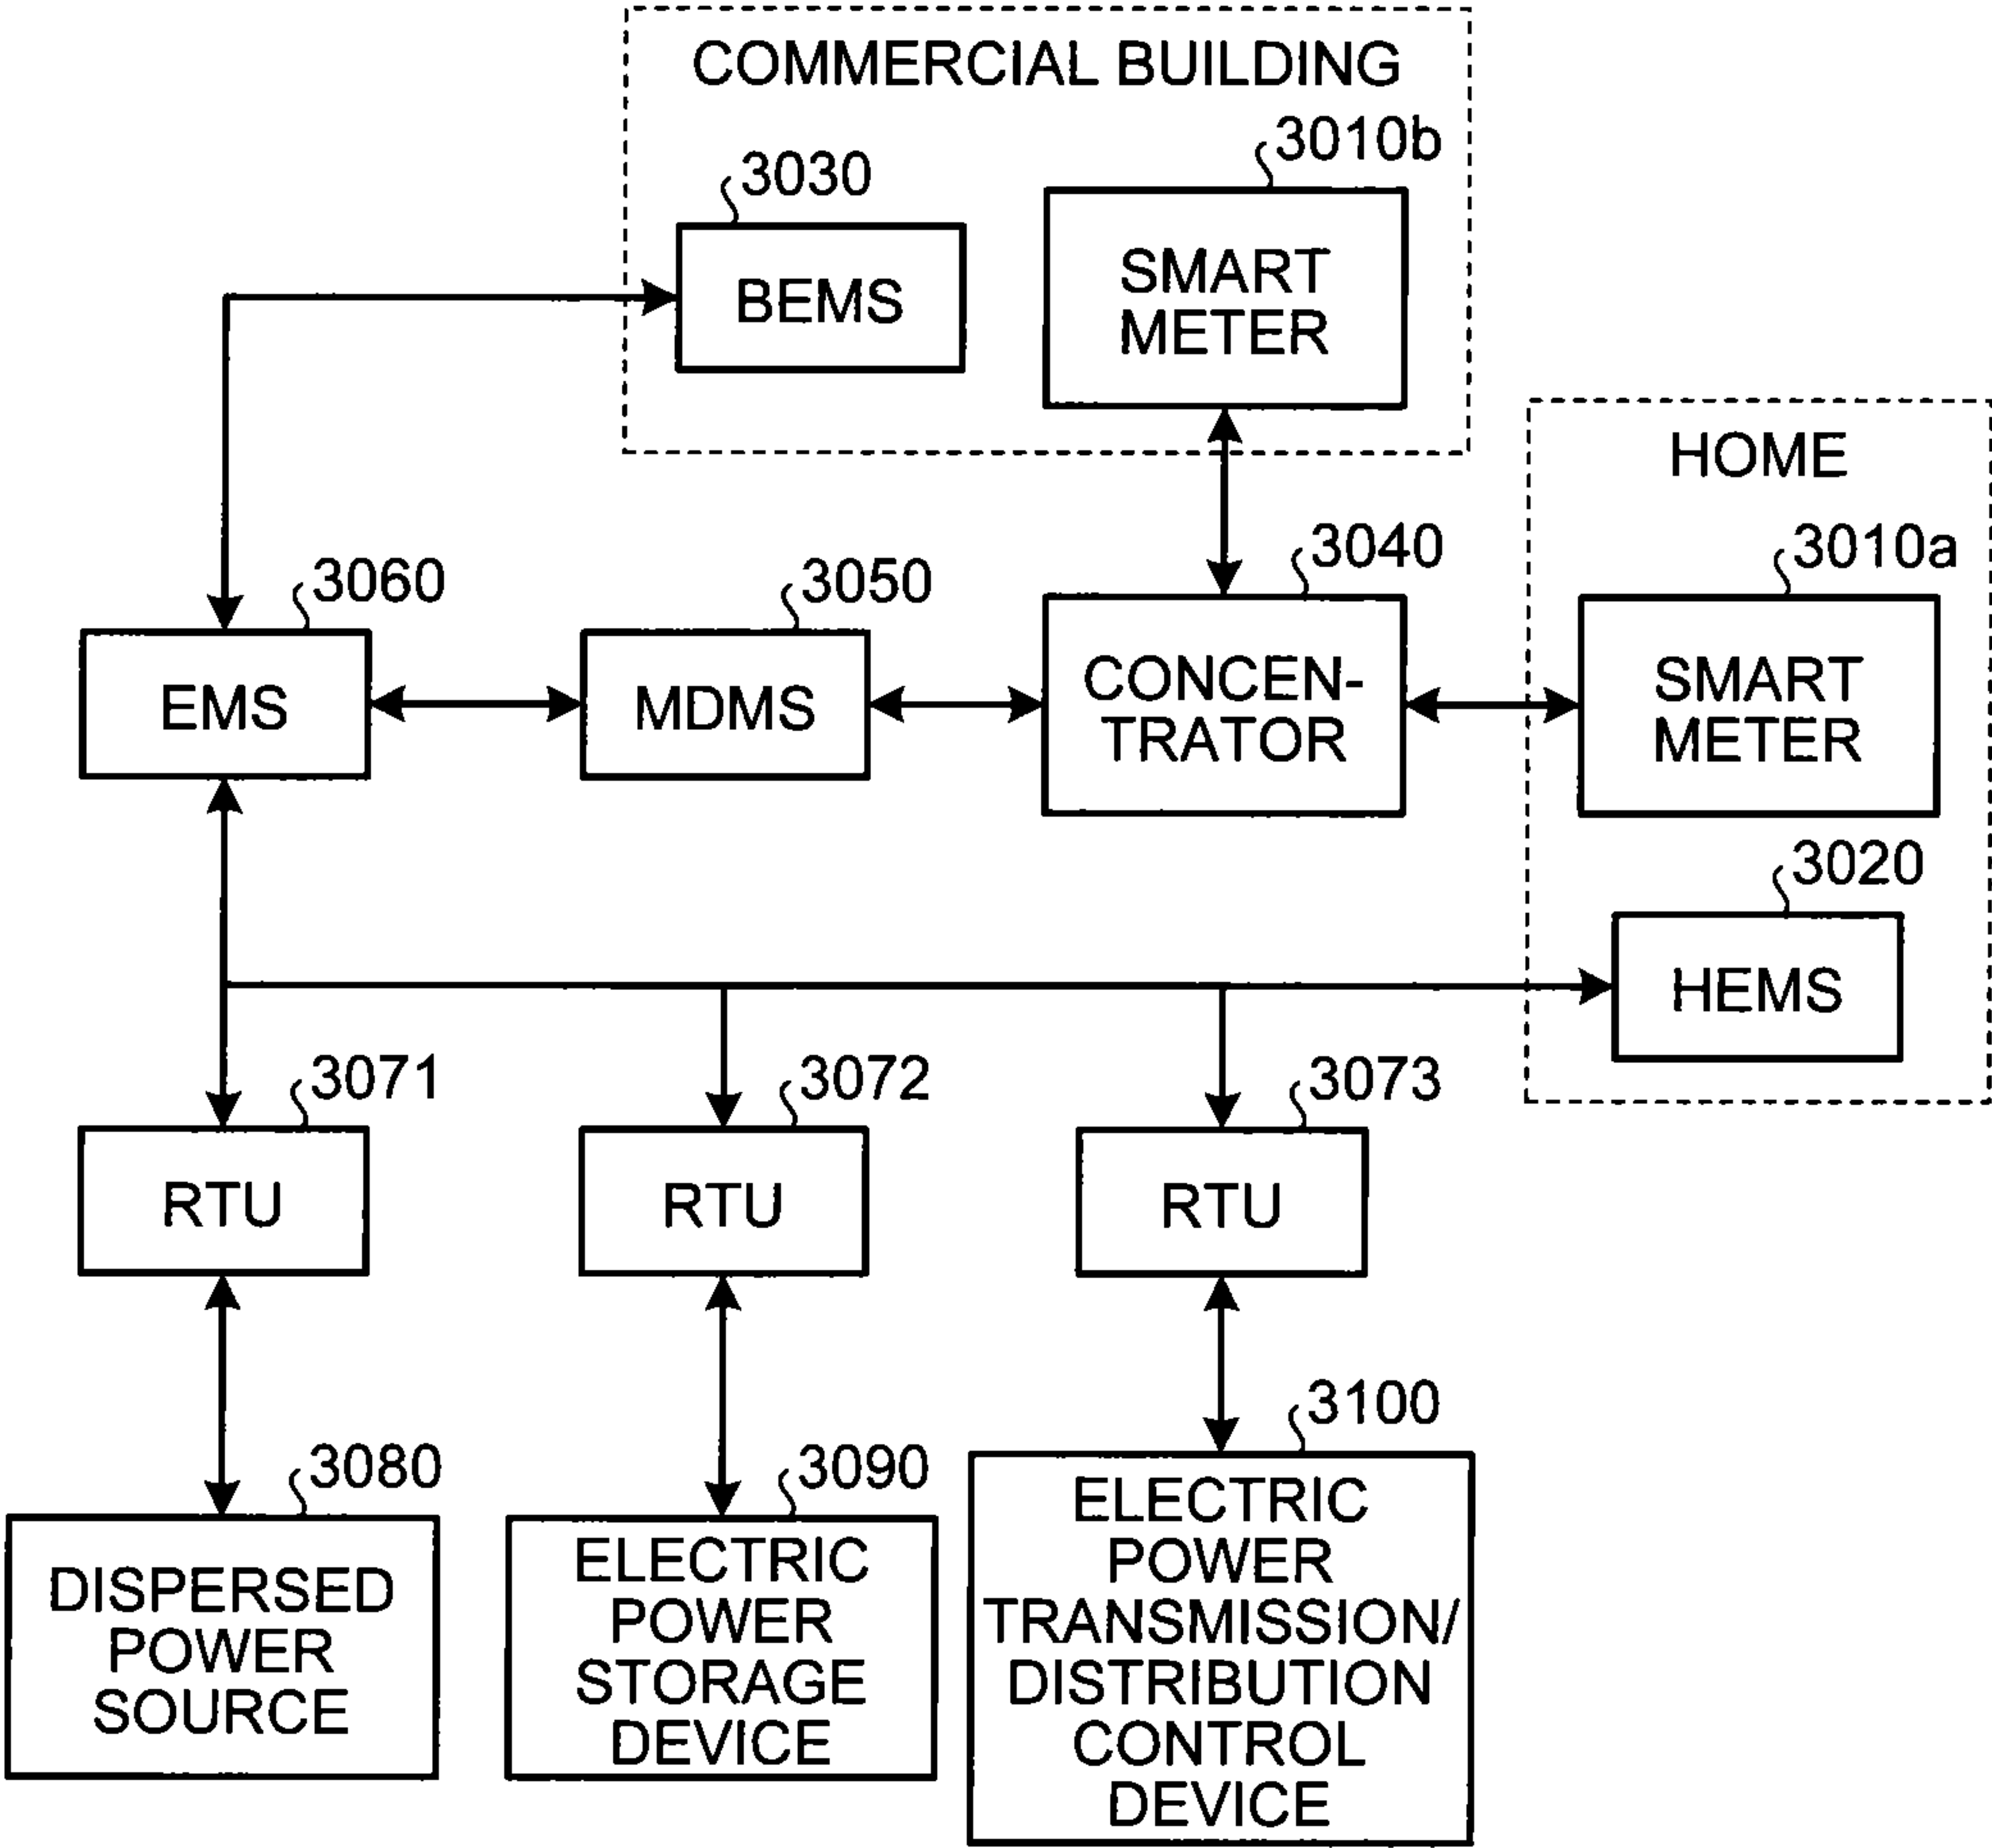 COMMERCIAL BUILDING
3010b
3030
SMART
METER
BEMS
HOME
3060
3050
3040
3010a
EMS
MDMS
CONCEN-
TRATOR
SMART
METER
3020
HEMS
3071
3072
3073
RTU
RTU
RTU
3080
3090
3100
DISPERSED
POWER
SOURCE
ELECTRIC
POWER
STORAGE
DEVICE
ELECTRIC
POWER
TRANSMISSION/
DISTRIBUTION
CONTROL
DEVICE